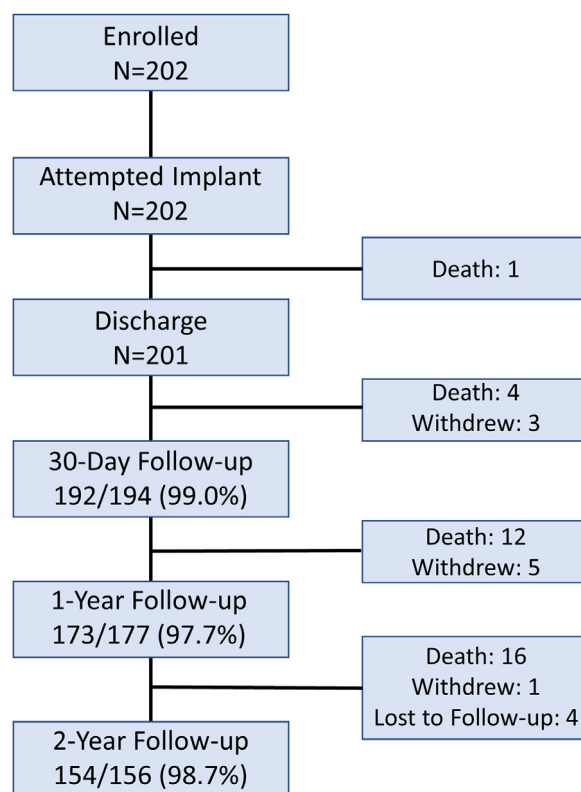 Enrolled
N=202
Attempted Implant
N=202
Death: 1
Discharge
N=201
Death: 4
Withdrew: 3
30-Day Follow-up
192/194 (99.0%)
Death: 12
Withdrew: 5
1-Year Follow-up
173/177 (97.7%)
Death: 16
Withdrew: 1
Lost to Follow-up: 4
2-Year Follow-up
154/156 (98.7%)